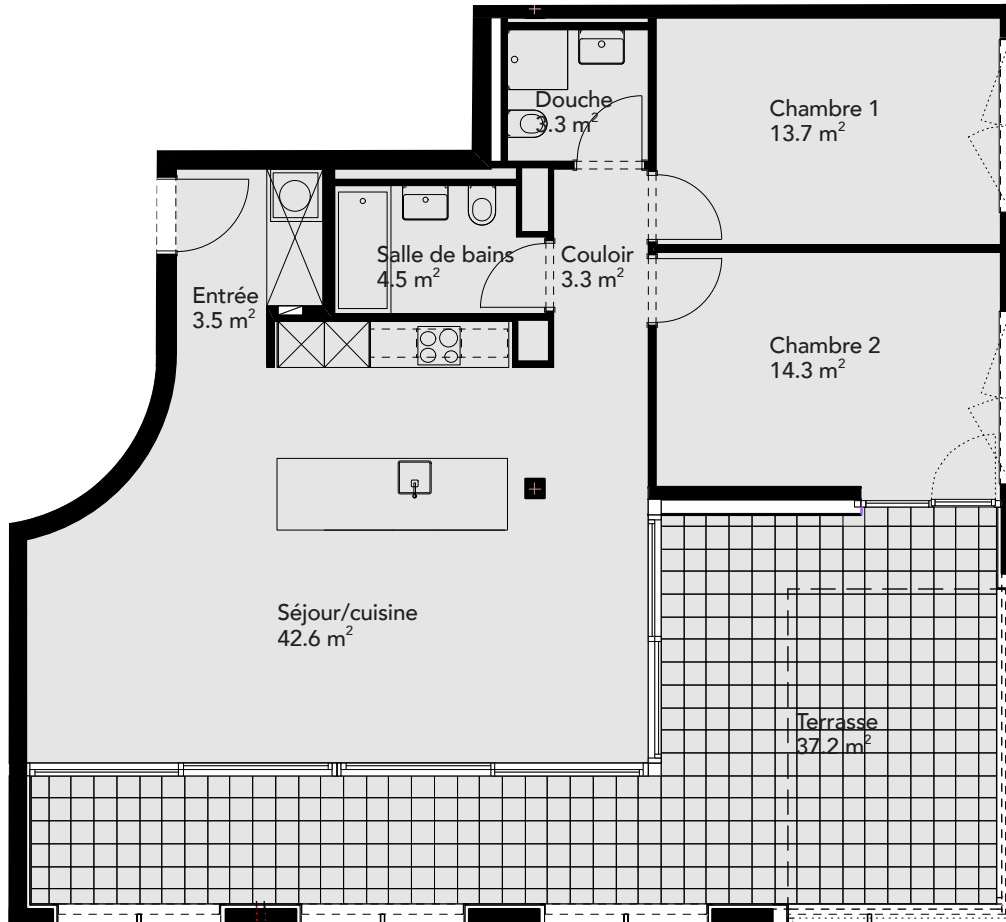 Douche
3.3 m²
Chambre 1
13.7 m²
Salle de bains
4.5 m²
Couloir
3.3 m²
Entrée
3.5 m²
Chambre 2
14.3 m²
Séjour/cuisine
42.6 m²
Terrasse
37.2 m²